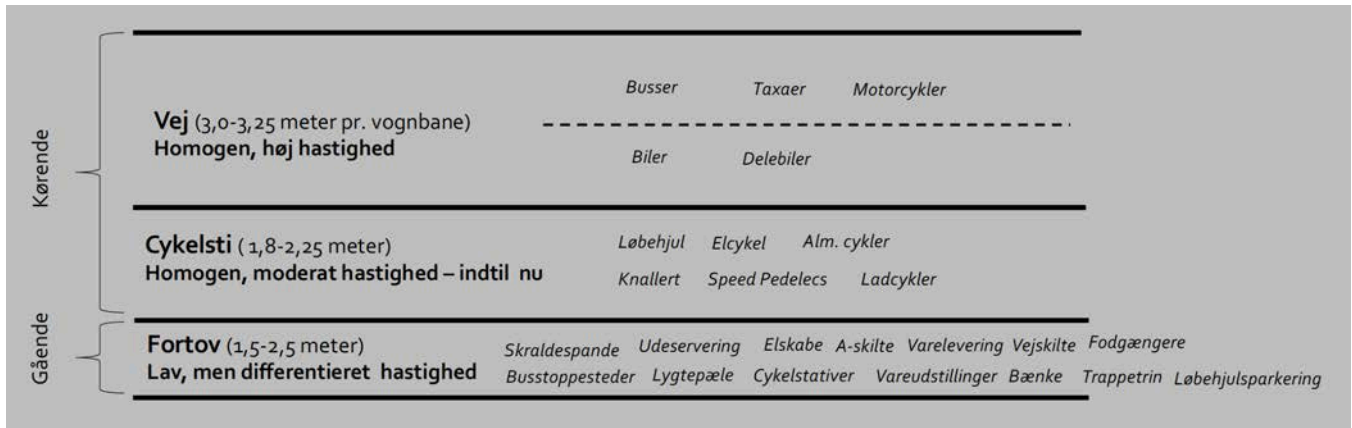 Kørende
Busser Taxaer Motorcykler
Vej (3,0-3,25 meter pr. vognbane)
Homogen, høj hastighed
Biler Delebiler
Cykelsti ( 1,8-2,25 meter)
Løbehjul Elcykel Alm. cykler
Homogen, moderat hastighed – indtil nu
Knallert Speed Pedelecs Ladcykler
Gående
Fortov (1,5-2,5 meter)
Skraldespande Udeservering Elskabe A-skilte Varelevering Vejskilte Fodgængere
Lav, men differentieret hastighed
Busstoppesteder Lygtepæle Cykelstativer Vareudstillinger Bænke Trappetrin Løbehjulsparkering